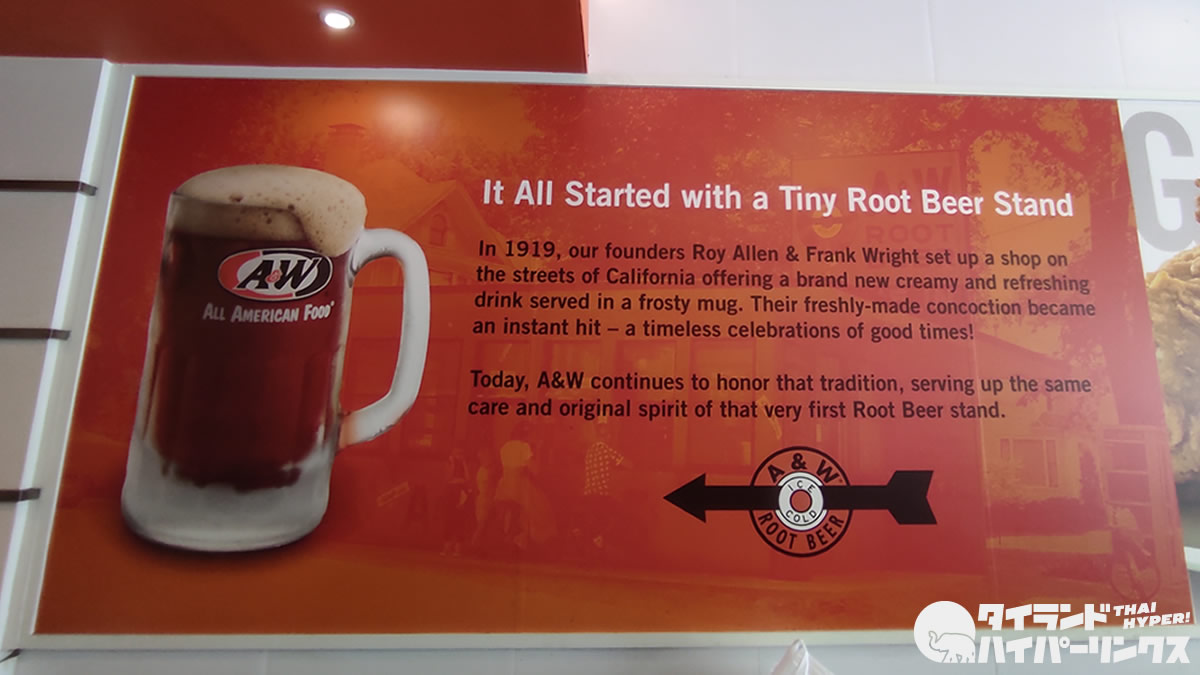 It All Started with a Tiny Root Beer Stand
In 1919, our founders Roy Allen & Frank Wright set up a shop on
the streets of California offering a brand new creamy and refreshing
drink served in a frosty mug. Their freshly-made concoction became
an instant hit – a timeless celebrations of good times!
Today, A&W continues to honor that tradition, serving up the same
care and original spirit of that very first Root Beer stand.
A&W
ALL AMERICAN FOOD®
A & W
ICE
COLD
ROOT BEER
A&W
ROOT
G
タイランド THAI
ハイパーリンクス HYPER!